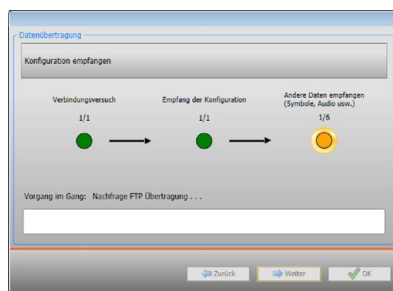 Datenübertragung
Konfiguration empfangen
Verbindungsversuch
1/1
Empfang der Konfiguration
1/1
Andere Daten empfangen
(Symbole, Audio usw.)
1/6
Vorgang im Gang: Nachfrage FTP Übertragung . . .
Zurück
Weiter
OK